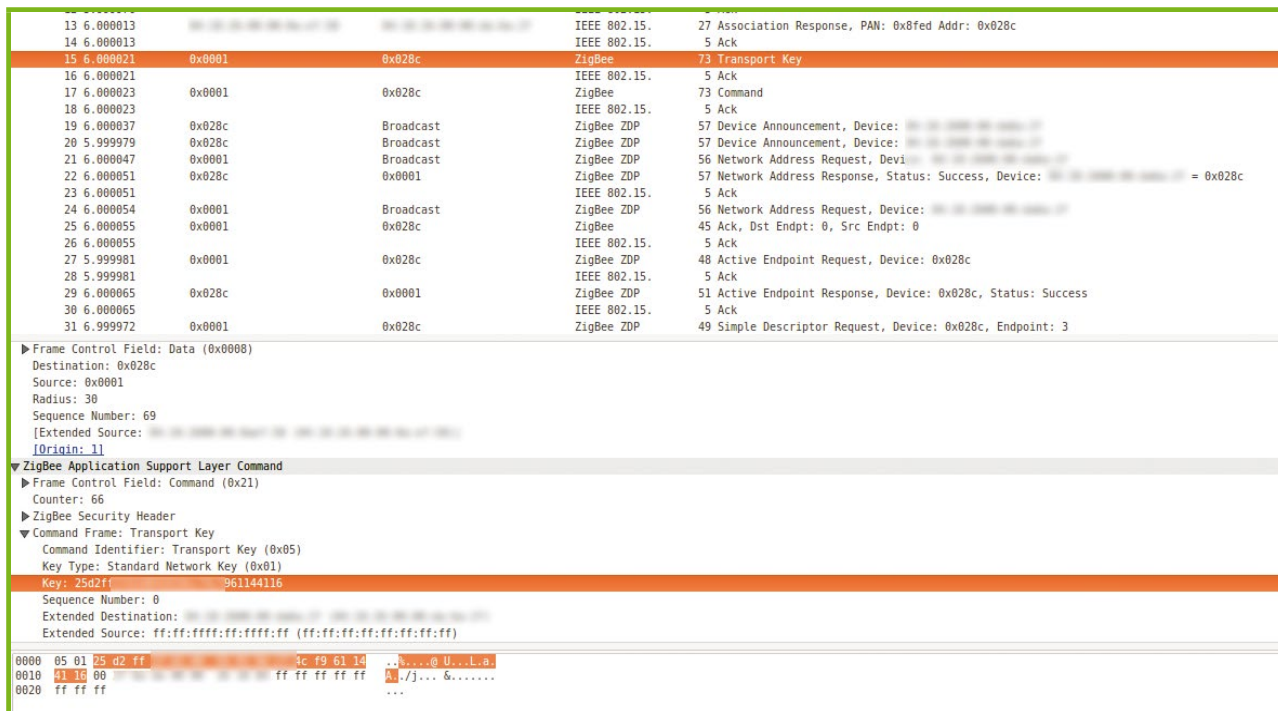 13 6.000013 IEEE 802.15. 27 Association Response, PAN: 0x8fed Addr: 0x028c
14 6.000013 IEEE 802.15. 5 Ack
15 6.000021 0x0001 0x028c ZigBee 73 Transport Key
16 6.000021 IEEE 802.15. 5 Ack
17 6.000023 0x0001 0x028c ZigBee 73 Command
18 6.000023 IEEE 802.15. 5 Ack
19 6.000037 0x028c Broadcast ZigBee ZDP 57 Device Announcement, Device:
20 5.999979 0x028c Broadcast ZigBee ZDP 57 Device Announcement, Device:
21 6.000047 0x0001 Broadcast ZigBee ZDP 56 Network Address Request,
22 6.000051 0x028c 0x0001 ZigBee ZDP 57 Network Address Response, Status: Success, Device: = 0x028c
23 6.000051 IEEE 802.15. 5 Ack
24 6.000054 0x0001 Broadcast ZigBee ZDP 56 Network Address Request, Device:
25 6.000055 0x0001 0x028c ZigBee 45 Ack, Dst Endpt: 0, Src Endpt: 0
26 6.000055 IEEE 802.15. 5 Ack
27 5.999981 0x0001 0x028c ZigBee ZDP 48 Active Endpoint Request, Device: 0x028c
28 5.999981 IEEE 802.15. 5 Ack
29 6.000065 0x028c 0x0001 ZigBee ZDP 51 Active Endpoint Response, Device: 0x028c, Status: Success
30 6.000065 IEEE 802.15. 5 Ack
31 6.999972 0x0001 0x028c ZigBee ZDP 49 Simple Descriptor Request, Device: 0x028c, Endpoint: 3
Frame Control Field: Data (0x0008)
Destination: 0x028c
Source: 0x0001
Radius: 30
Sequence Number: 69
[Extended Source:
[Origin: 1]
ZigBee Application Support Layer Command
Frame Control Field: Command (0x21)
Counter: 66
ZigBee Security Header
Command Frame: Transport Key
Command Identifier: Transport Key (0x05)
Key Type: Standard Network Key (0x01)
Key: 25d2ff 961144116
Sequence Number: 0
Extended Destination:
Extended Source: ff:ff:ffff:ff:ffff:ff (ff:ff:ff:ff:ff:ff:ff:ff)
0000 05 01 25 d2 ff 4c f9 61 14 ..%....@ U...L.a.
0010 41 16 00 ff ff ff ff ff A../j... &.......
0020 ff ff ff ...